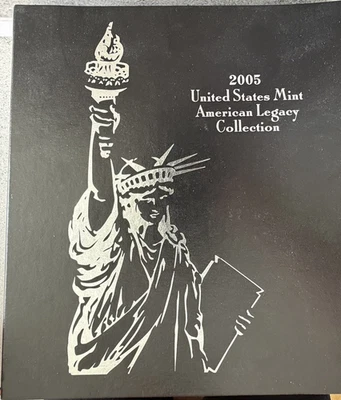 2005
United States Mint
American Legacy
Collection